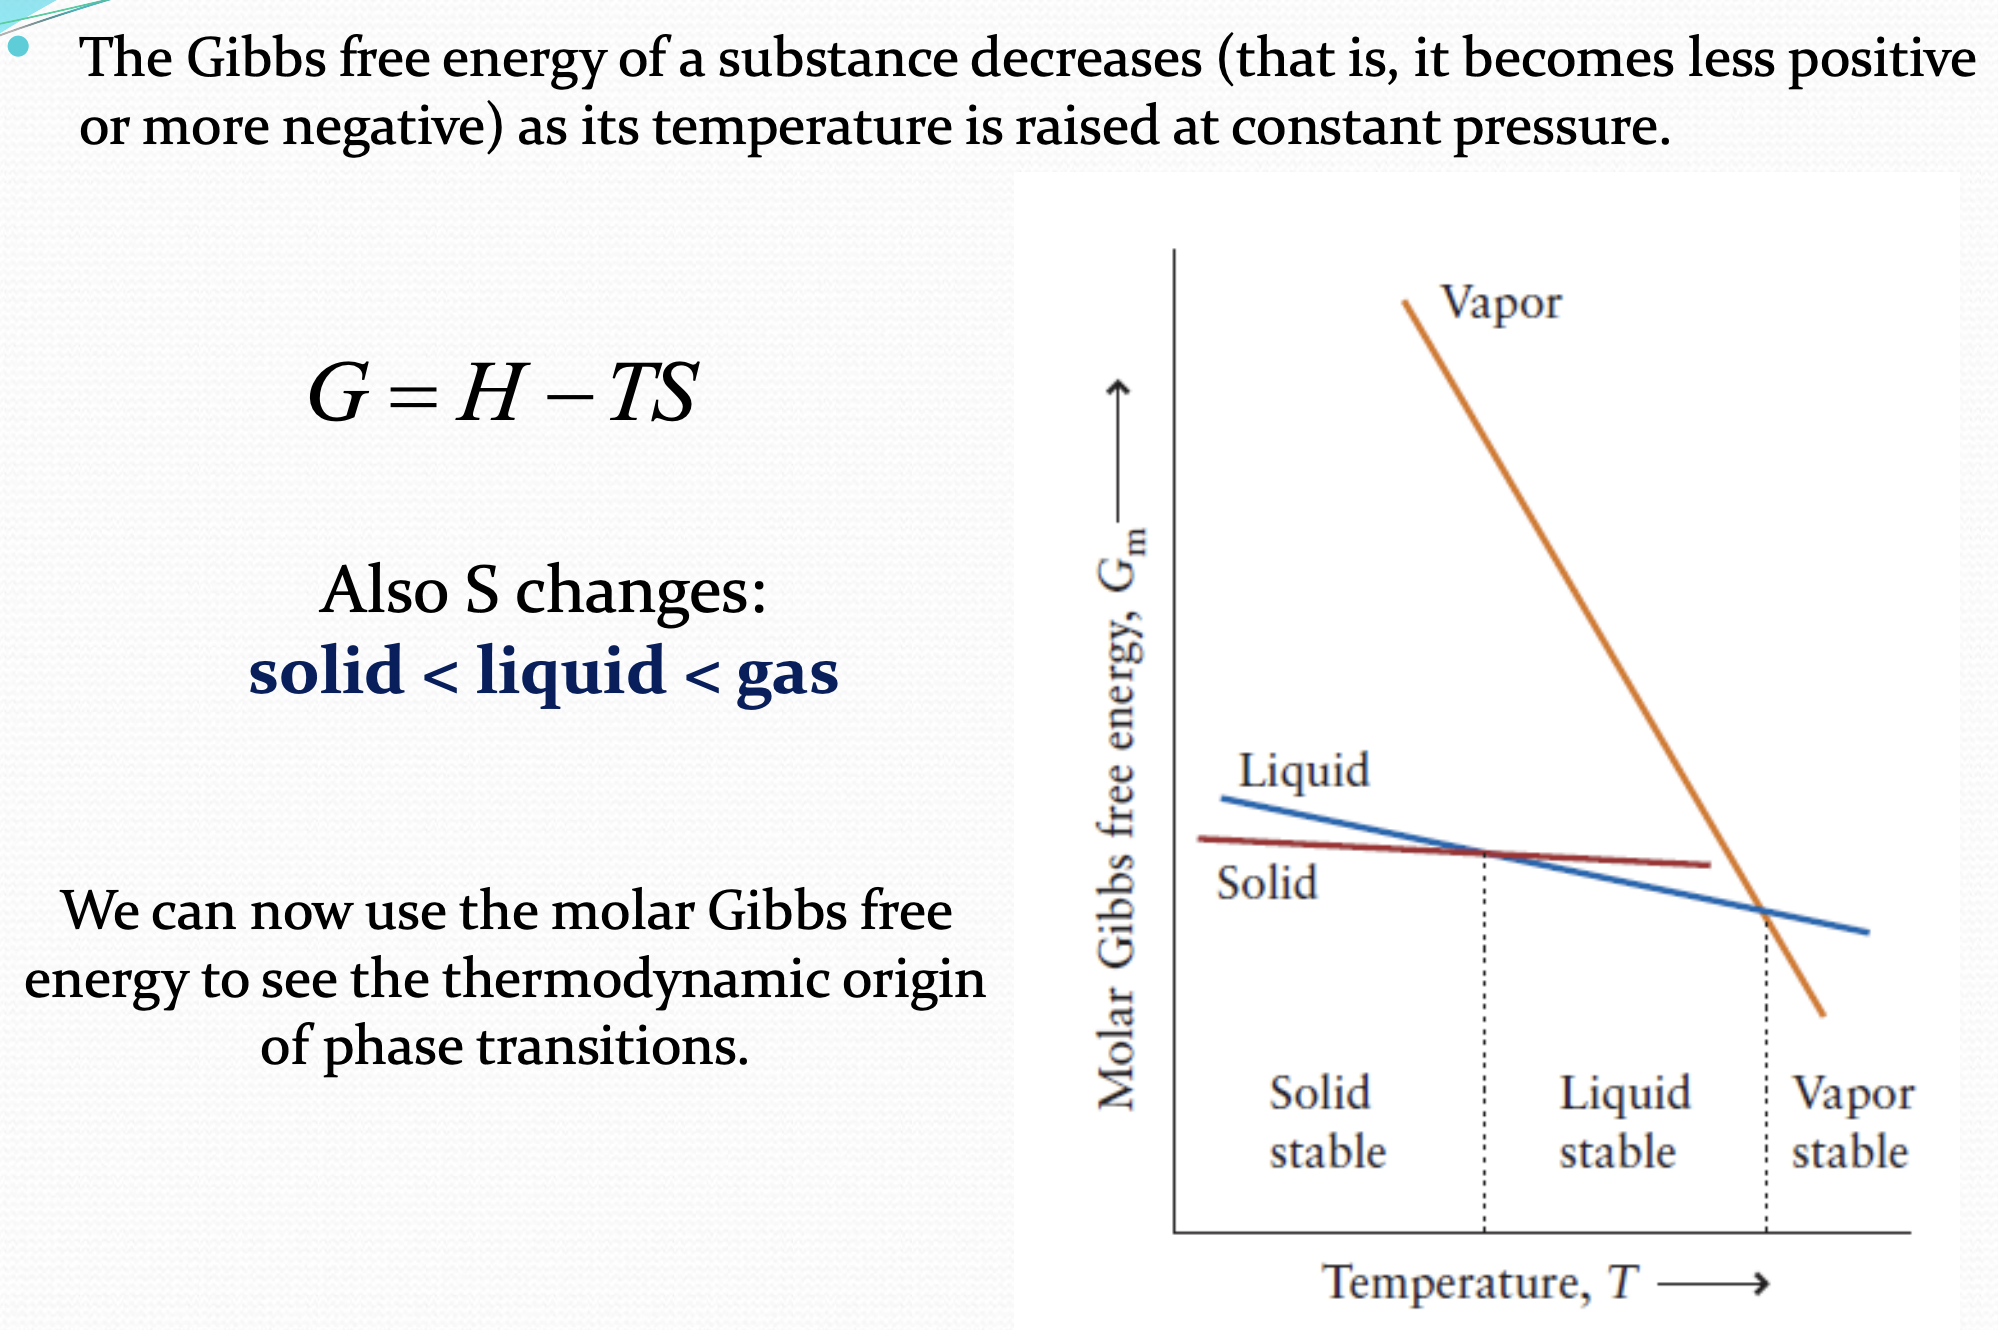 The Gibbs free energy of a substance decreases (that is, it becomes less positive
or more negative) as its temperature is raised at constant pressure.
G = H – TS
Also S changes:
solid < liquid < gas
We can now use the molar Gibbs free
energy to see the thermodynamic origin
of phase transitions.
Molar Gibbs free energy, Gm
Vapor
Liquid
Solid
Solid
stable
Liquid
stable
Vapor
stable
Temperature, T